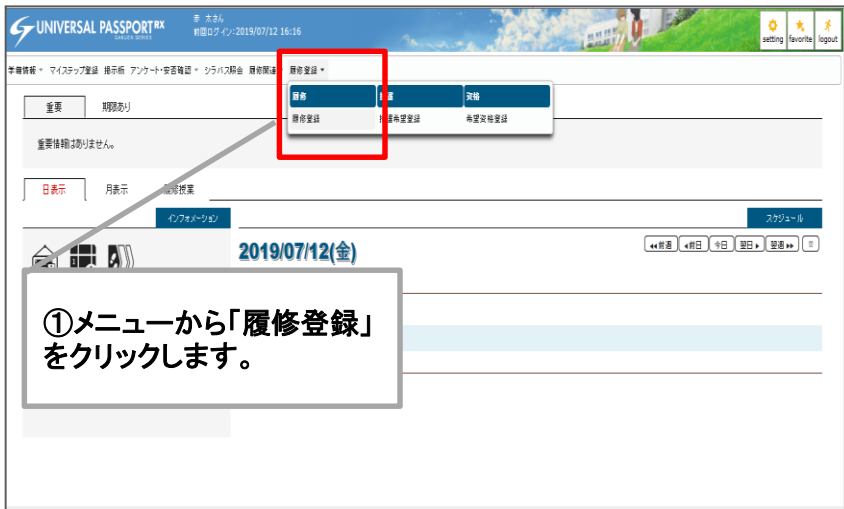 UNIVERSAL PASSPORT RX
GAKUEN SERIES
赤 太さん
前回ログイン:2019/07/12 16:16
setting favorite logout
学籍情報 マイステップ登録 掲示板 アンケート・安否確認 シラバス照会 履修関連 履修登録
履修 資格
履修登録 希望登録 希望資格登録
重要 期限あり
重要情報はありません。
日表示 月表示 授業
インフォメーション スケジュール
2019/07/12(金)
前週 前日 今日 翌日 翌週
①メニューから「履修登録」
をクリックします。